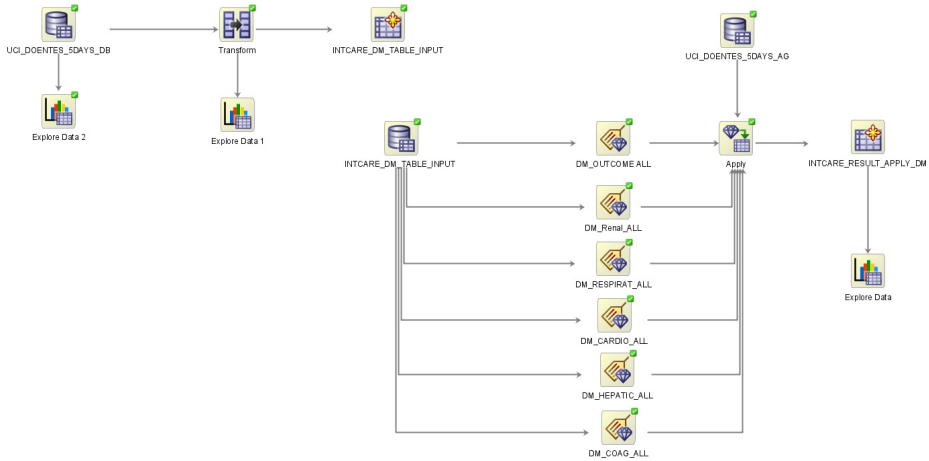 UCI_DOENTES_5DAYS_DB
Transform
INTCARE_DM_TABLE_INPUT
UCI_DOENTES_5DAYS_AG
Explore Data 2
Explore Data 1
INTCARE_DM_TABLE_INPUT
DM_OUTCOME ALL
Apply
INTCARE_RESULT_APPLY_DM
DM_Renal_ALL
DM_RESPIRAT_ALL
Explore Data
DM_CARDIO_ALL
DM_HEPATIC_ALL
DM_COAG_ALL